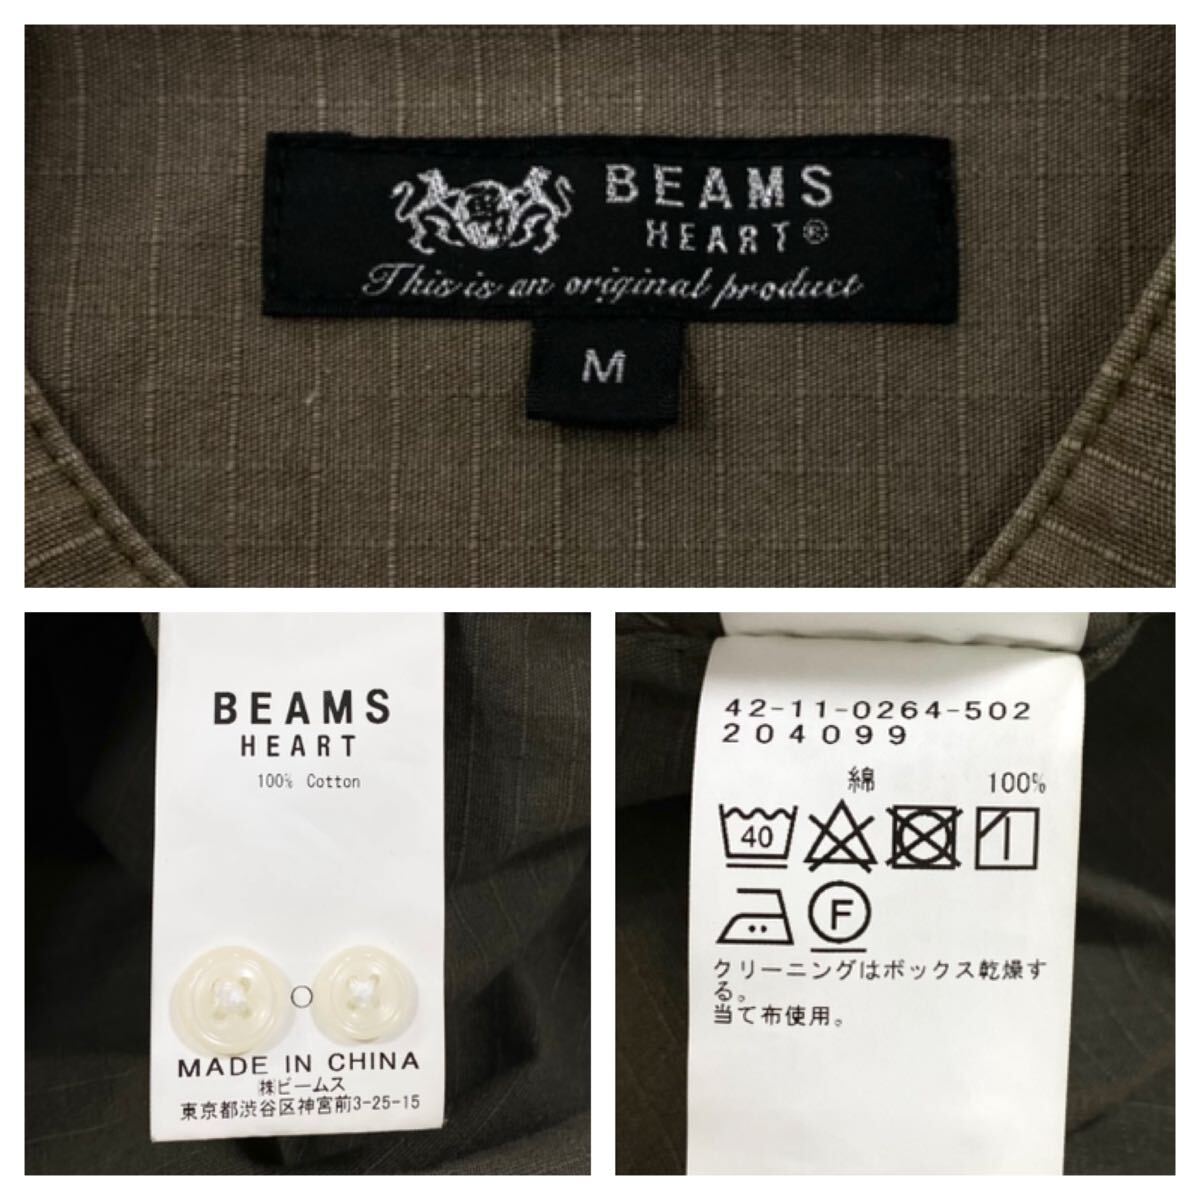 BEAMS
HEART®
This is an original product
M
BEAMS
HEART
100% Cotton
MADE IN CHINA
㈱ビームス
東京都渋谷区神宮前3-25-15
42-11-0264-502
204099
綿 100%
40
F
クリーニングはボックス乾燥す
る。
当て布使用。